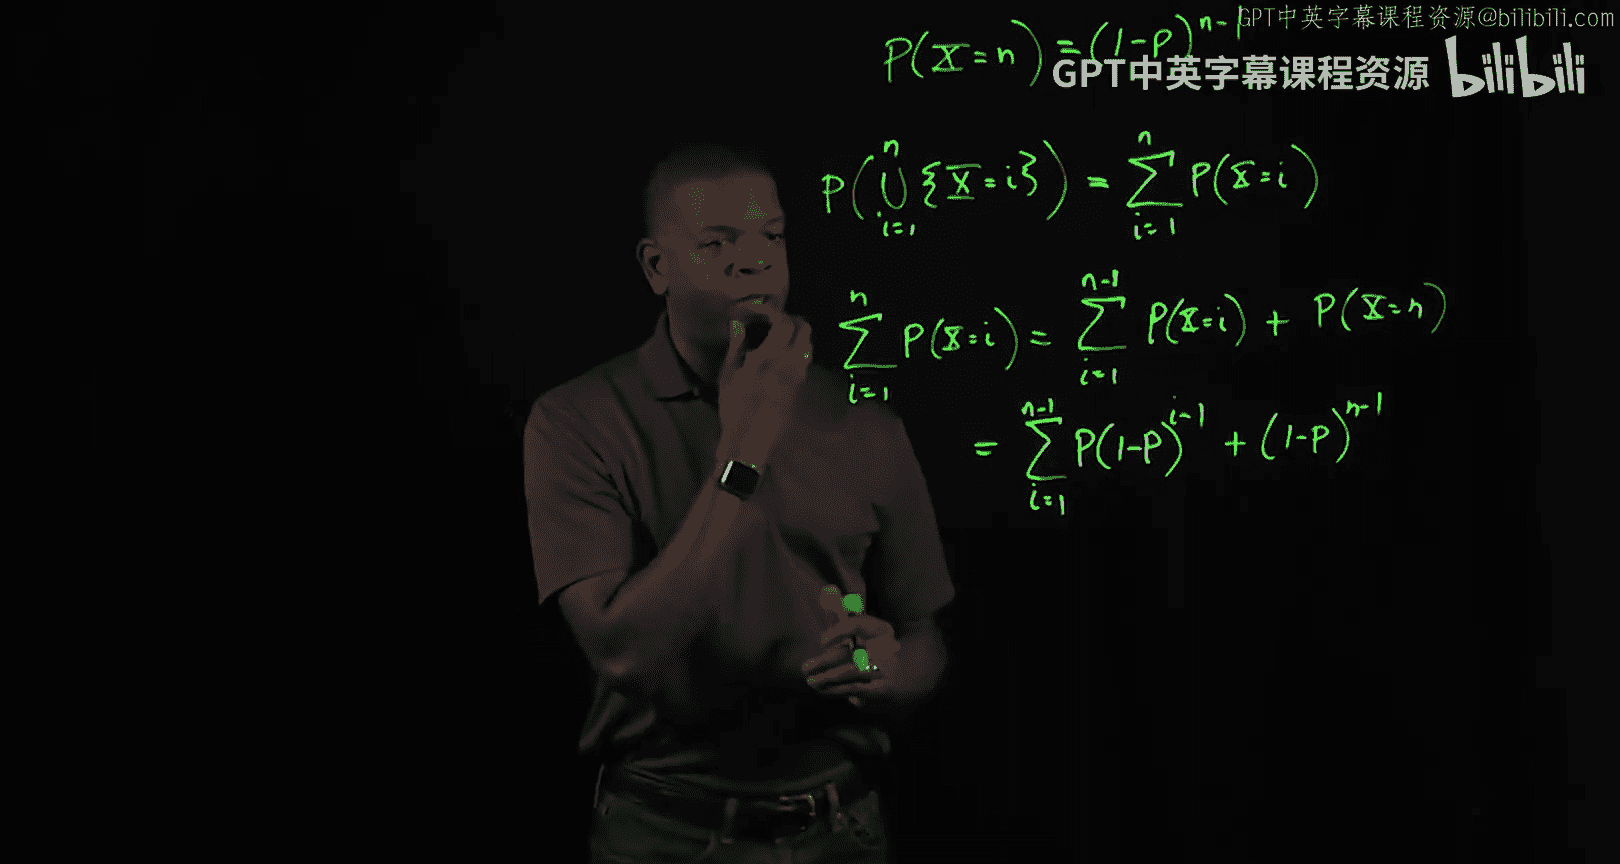 GPT中英字幕课程资源@bilibili.com
P(X=n) = (1-P)^{n-1}
GPT中英字幕课程资源 bilibili
P(⋃_{i=1}^{n} {X=i}) = ∑_{i=1}^{n} P(X=i)
∑_{i=1}^{n} P(X=i) = ∑_{i=1}^{n-1} P(X=i) + P(X=n)
= ∑_{i=1}^{n-1} P(1-P)^{i-1} + (1-P)^{n-1}